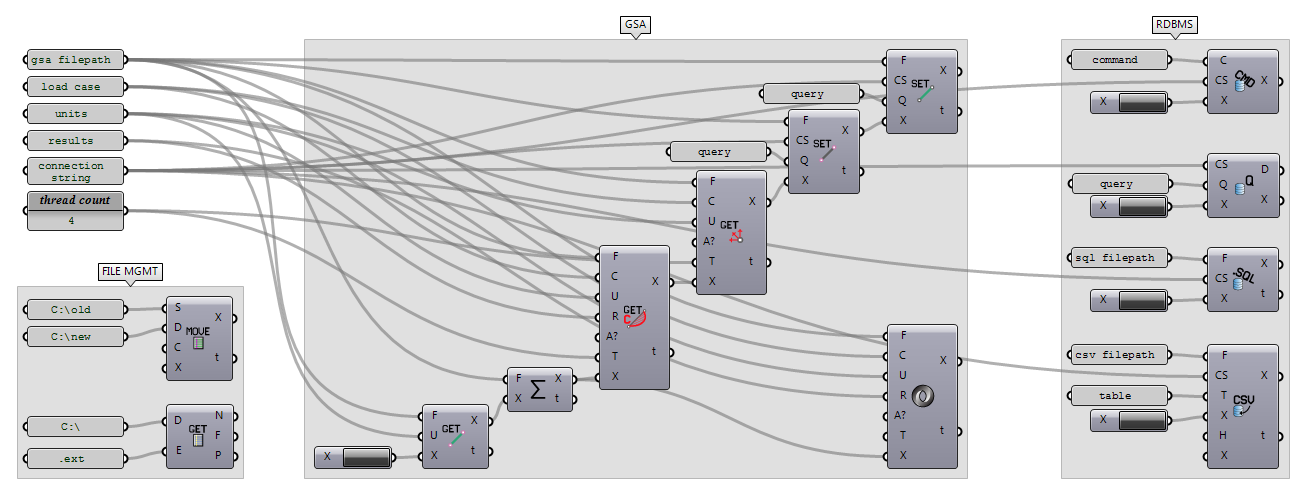 GSA
RDBMS
gsa filepath
load case
units
results
connection
string
thread count
4
FILE MGMT
C:\old
C:\new
S
D
C
X
MOVE
X
t
C:\
.ext
D
E
GET
N
F
P
X
F
U
X
GET
X
t
F
X
Σ
X
t
F
C
U
R
A?
T
X
GET
C
X
t
query
F
C
U
A?
T
X
GET
X
t
query
F
CS
Q
X
SET
X
t
F
CS
Q
X
SET
X
t
F
C
U
R
A?
T
X
X
t
command
X
C
CS
X
CMD
X
query
X
CS
Q
X
Q
D
X
sql filepath
X
F
CS
X
.SQL
X
t
csv filepath
table
X
F
CS
T
X
H
X
CSV
X
t